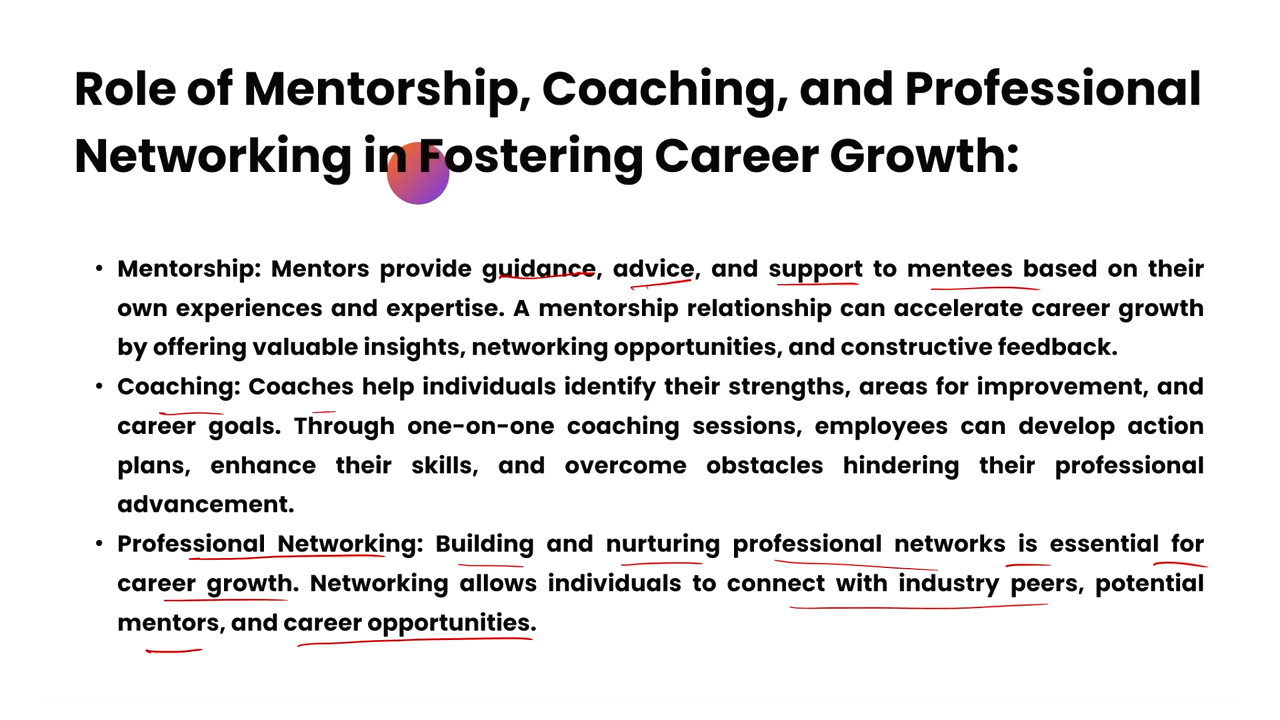 Role of Mentorship, Coaching, and Professional
Networking in Fostering Career Growth:
• Mentorship: Mentors provide guidance, advice, and support to mentees based on their
own experiences and expertise. A mentorship relationship can accelerate career growth
by offering valuable insights, networking opportunities, and constructive feedback.
• Coaching: Coaches help individuals identify their strengths, areas for improvement, and
career goals. Through one-on-one coaching sessions, employees can develop action
plans, enhance their skills, and overcome obstacles hindering their professional
advancement.
• Professional Networking: Building and nurturing professional networks is essential for
career growth. Networking allows individuals to connect with industry peers, potential
mentors, and career opportunities.